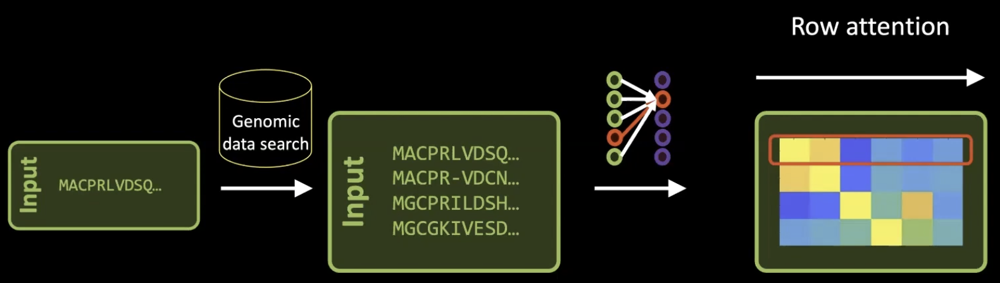 Row attention
Genomic
data search
Input
MACPRLVDSQ…
Input
MACPRLVDSQ…
MACPR-VDCN…
MGCPRILDSH…
MGCGKIVESD…